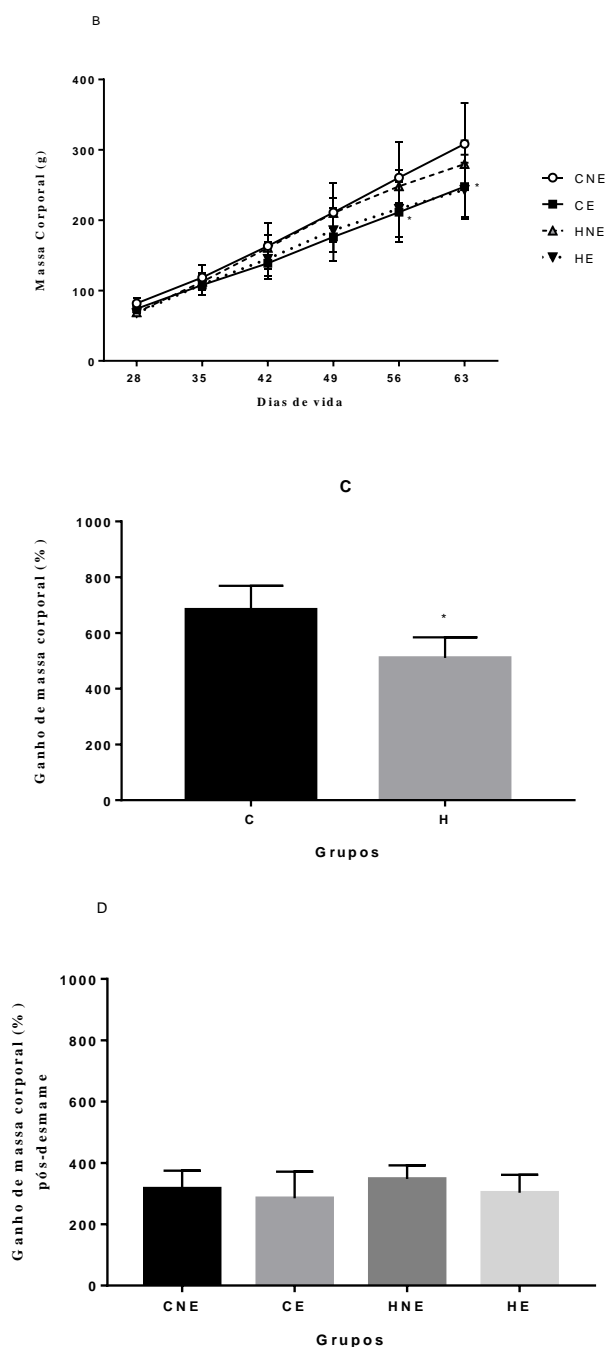 B
400
300
200
100
0
Massa Corporal (g)
28 35 42 49 56 63
Dias de vida
*
*
CNE
CE
HNE
HE
C
1000
800
600
400
200
0
Ganho de massa corporal (%)
*
C H
Grupos
D
1000
800
600
400
200
0
Ganho de massa corporal (%)
pós-desmame
CNE CE HNE HE
Grupos